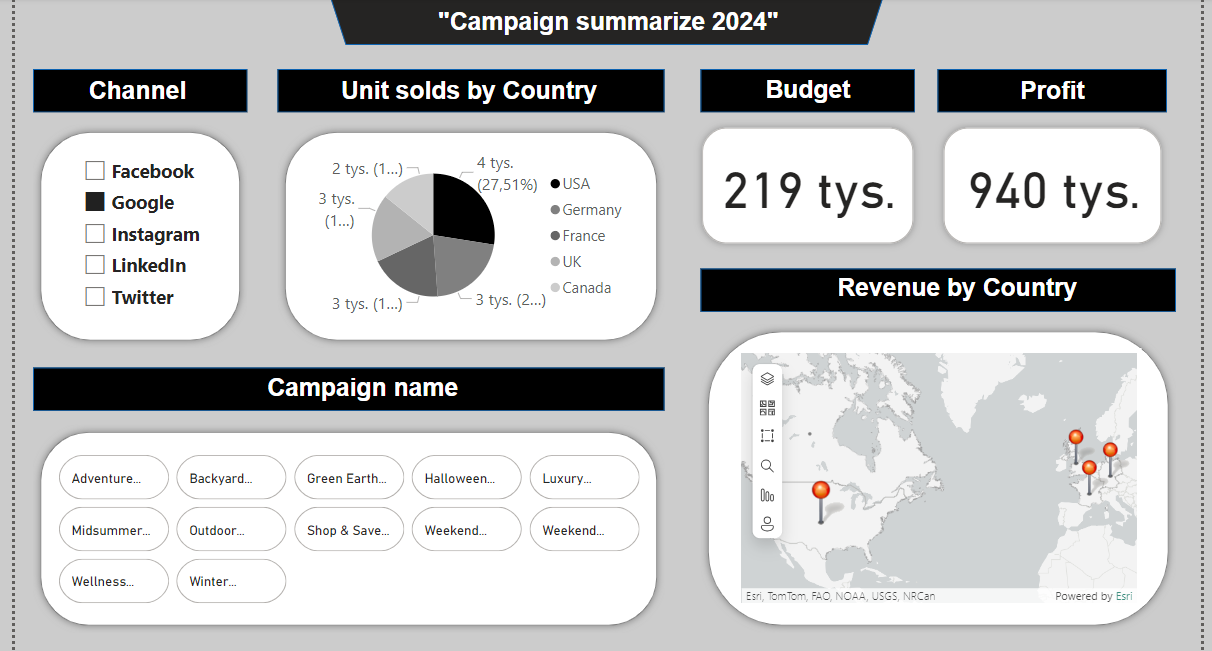 "Campaign summarize 2024"
Channel
Facebook
Google
Instagram
LinkedIn
Twitter
Unit solds by Country
2 tys. (1...)
4 tys.
(27,51%)
3 tys.
(1...)
3 tys. (1...)
3 tys. (2...)
USA
Germany
France
UK
Canada
Budget
219 tys.
Profit
940 tys.
Campaign name
Adventure...
Backyard...
Green Earth...
Halloween...
Luxury...
Midsummer...
Outdoor...
Shop & Save...
Weekend...
Weekend...
Wellness...
Winter...
Revenue by Country
Esri, TomTom, FAO, NOAA, USGS, NRCan
Powered by Esri